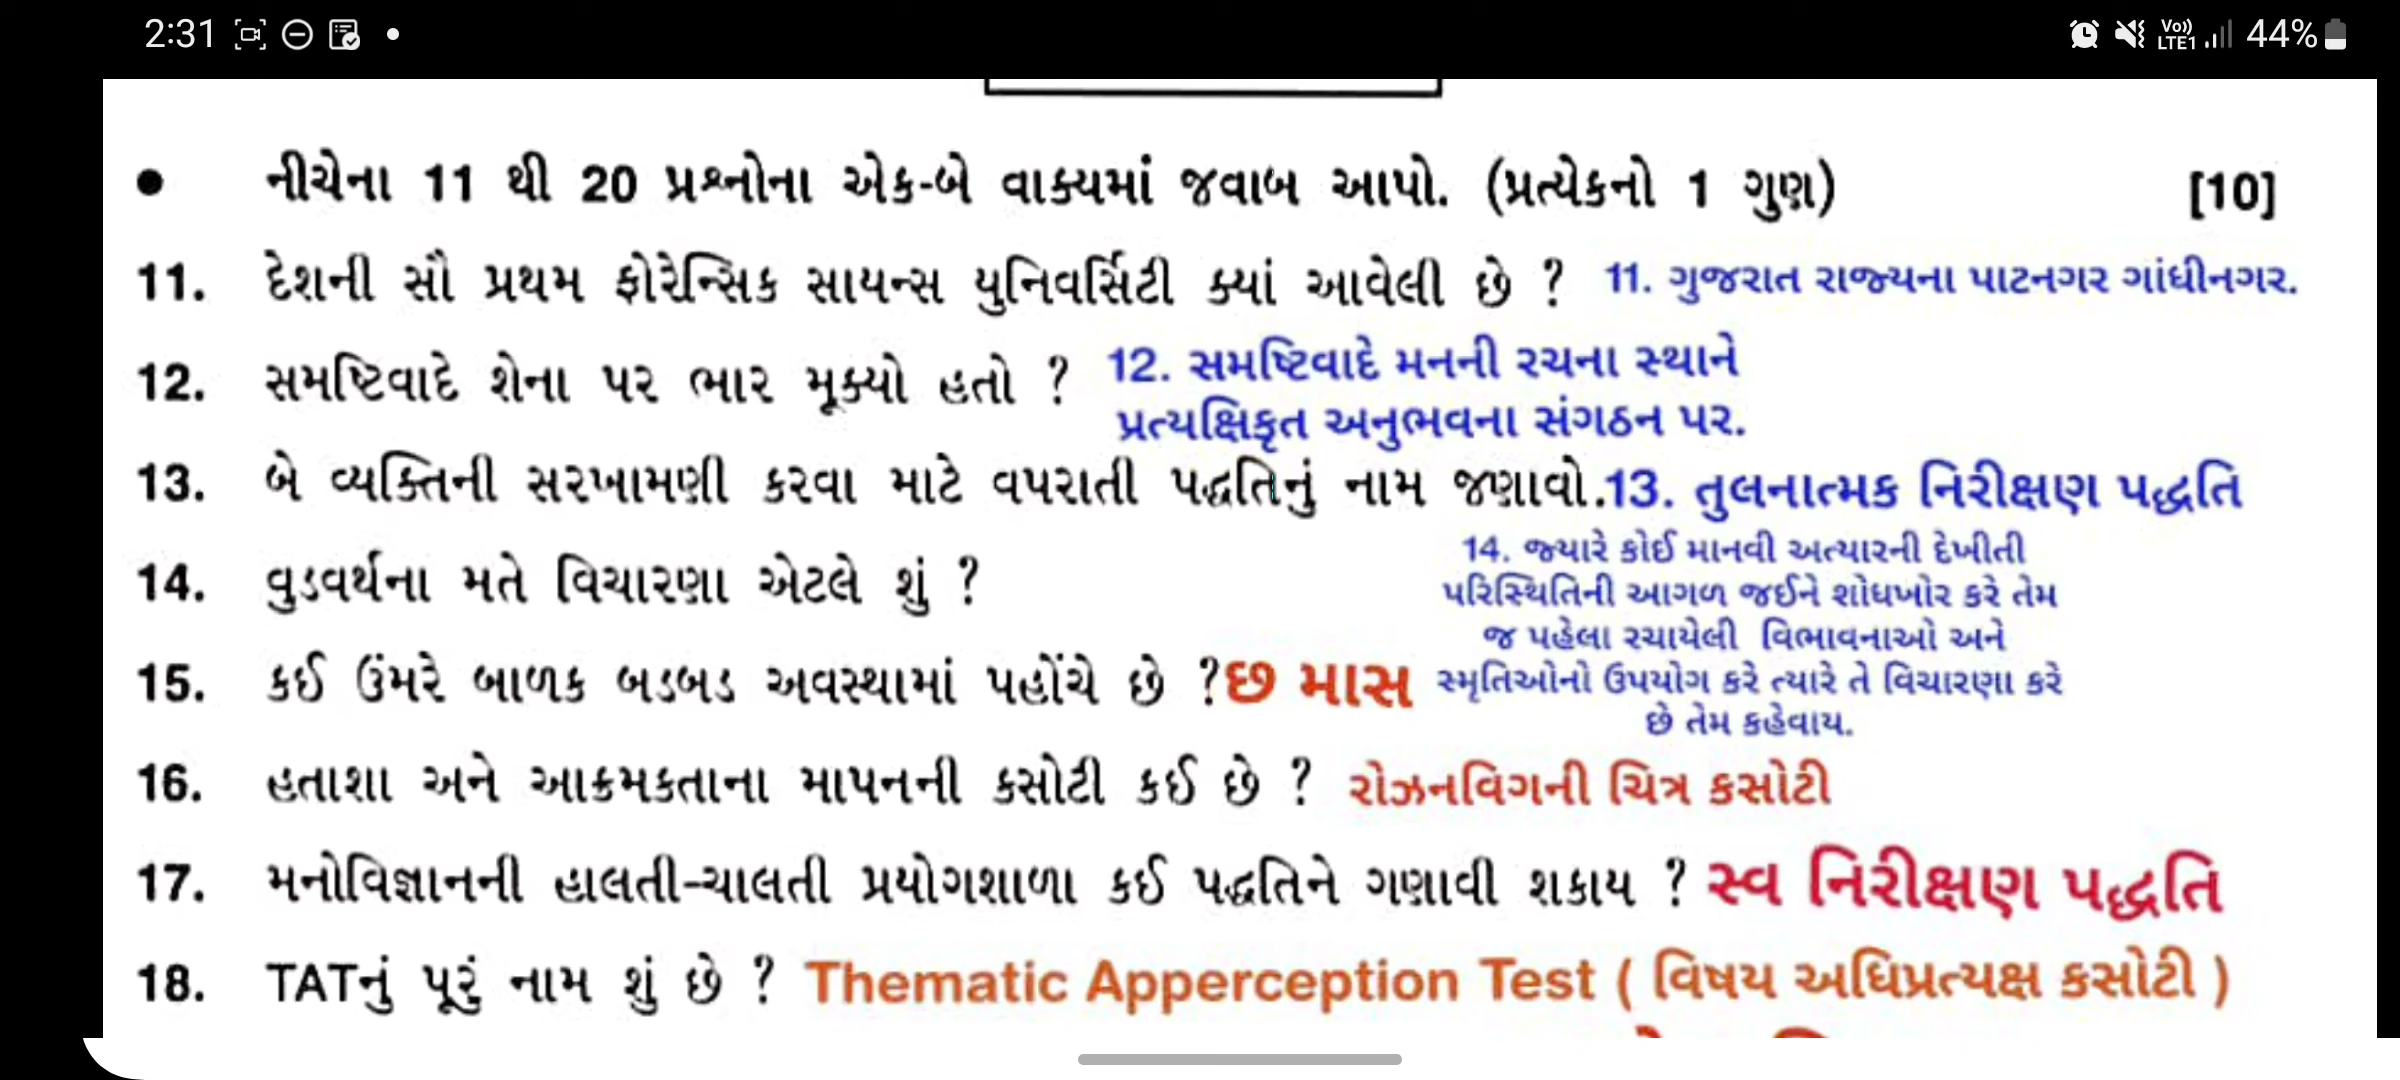 2:31
Vo)) LTE1 44%
• નીચેના 11 થી 20 પ્રશ્નોના એક-બે વાક્યમાં જવાબ આપો. (પ્રત્યેકનો 1 ગુણ) [10]
11. દેશની સૌ પ્રથમ ફોરેન્સિક સાયન્સ યુનિવર્સિટી ક્યાં આવેલી છે ? 11. ગુજરાત રાજ્યના પાટનગર ગાંધીનગર.
12. સમષ્ટિવાદે શેના પર ભાર મૂક્યો હતો ? 12. સમષ્ટિવાદે મનની રચના સ્થાને
પ્રત્યક્ષિકૃત અનુભવના સંગઠન પર.
13. બે વ્યક્તિની સરખામણી કરવા માટે વપરાતી પદ્ધતિનું નામ જણાવો.13. તુલનાત્મક નિરીક્ષણ પદ્ધતિ
14. વુડવર્થના મતે વિચારણા એટલે શું ?
14. જ્યારે કોઈ માનવી અત્યારની દેખીતી
પરિસ્થિતિની આગળ જઈને શોધખોર કરે તેમ
જ પહેલા રચાયેલી વિભાવનાઓ અને
સ્મૃતિઓનો ઉપયોગ કરે ત્યારે તે વિચારણા કરે
છે તેમ કહેવાય.
15. કઈ ઉંમરે બાળક બડબડ અવસ્થામાં પહોંચે છે ?છ માસ
16. હતાશા અને આક્રમકતાના માપનની કસોટી કઈ છે ? રોઝનવિગની ચિત્ર કસોટી
17. મનોવિજ્ઞાનની હાલતી-ચાલતી પ્રયોગશાળા કઈ પદ્ધતિને ગણાવી શકાય ? સ્વ નિરીક્ષણ પદ્ધતિ
18. TATનું પૂરું નામ શું છે ? Thematic Apperception Test ( વિષય અધિપ્રત્યક્ષ કસોટી )